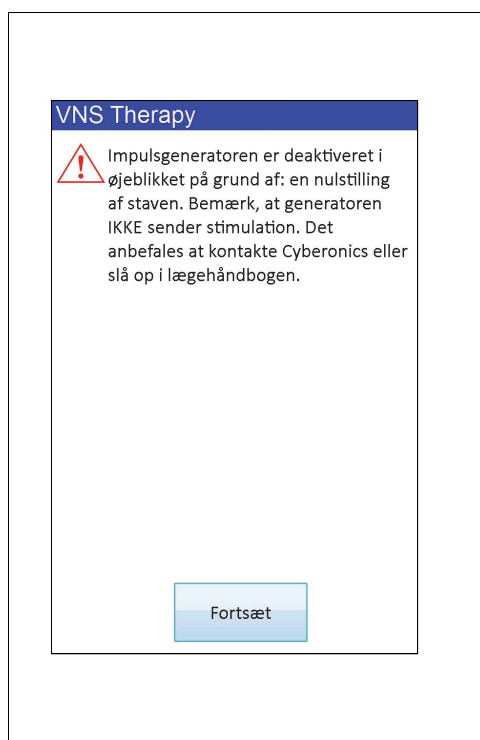 VNS Therapy
Impulsgeneratoren er deaktiveret i
øjeblikket på grund af: en nulstilling
af staven. Bemærk, at generatoren
IKKE sender stimulation. Det
anbefales at kontakte Cyberonics eller
slå op i lægehåndbogen.
Fortsæt